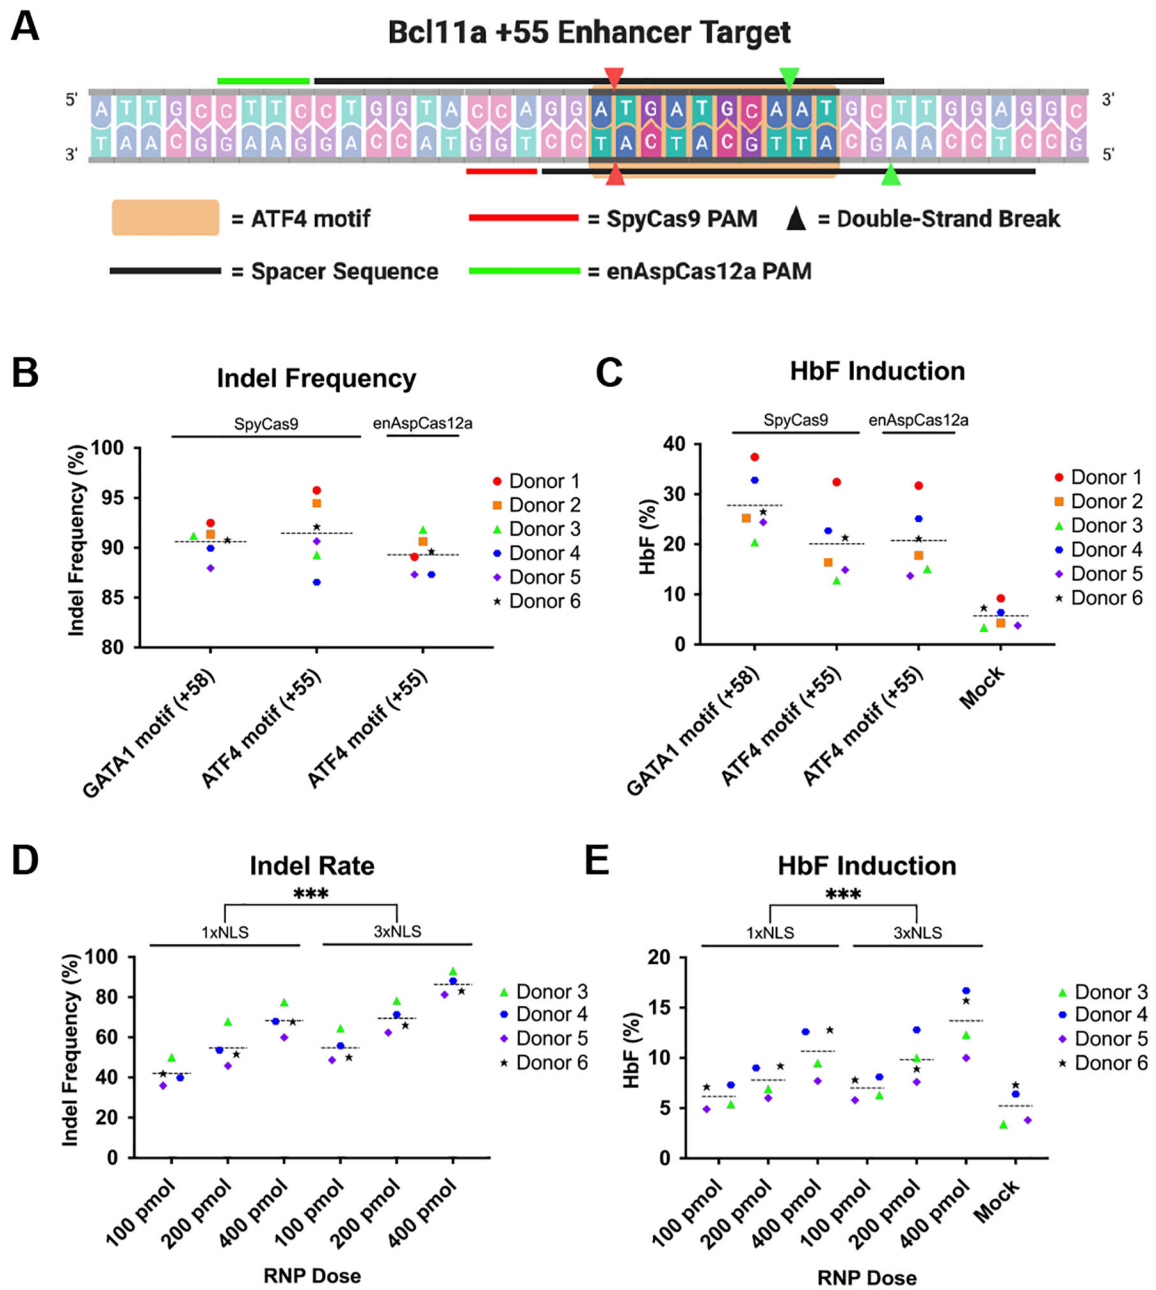 A
Bcl11a +55 Enhancer Target
5' A T T G C C T T C C T G G T A C C A G G A T G A T G C A A T G C T T G G A G G C 3'
3' T A A C G G A A G G A C C A T G G T C C T A C T A C G T T A C G A A C C T C C G 5'
= ATF4 motif
= SpyCas9 PAM
= Double-Strand Break
= Spacer Sequence
= enAspCas12a PAM
B
Indel Frequency
SpyCas9
enAspCas12a
Indel Frequency (%)
100
95
90
85
80
GATA1 motif (+58)
ATF4 motif (+55)
ATF4 motif (+55)
Donor 1
Donor 2
Donor 3
Donor 4
Donor 5
Donor 6
C
HbF Induction
SpyCas9
enAspCas12a
HbF (%)
40
30
20
10
0
GATA1 motif (+58)
ATF4 motif (+55)
ATF4 motif (+55)
Mock
Donor 1
Donor 2
Donor 3
Donor 4
Donor 5
Donor 6
D
Indel Rate
***
1xNLS
3xNLS
Indel Frequency (%)
100
80
60
40
20
0
100 pmol
200 pmol
400 pmol
100 pmol
200 pmol
400 pmol
RNP Dose
Donor 3
Donor 4
Donor 5
Donor 6
E
HbF Induction
***
1xNLS
3xNLS
HbF (%)
20
15
10
5
0
100 pmol
200 pmol
400 pmol
100 pmol
200 pmol
400 pmol
Mock
RNP Dose
Donor 3
Donor 4
Donor 5
Donor 6